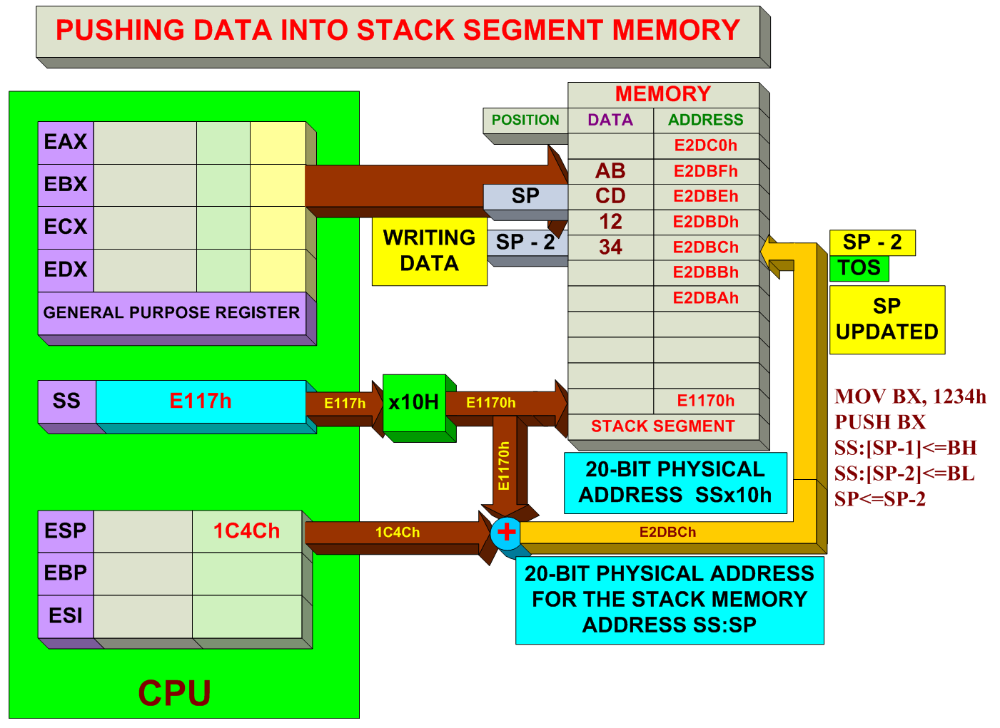 PUSHING DATA INTO STACK SEGMENT MEMORY
MEMORY
POSITION DATA ADDRESS
E2DC0h
AB E2DBFh
SP CD E2DBEh
12 E2DBDh
SP - 2 34 E2DBCh
E2DBBh
E2DBAh
E1170h
STACK SEGMENT
EAX
EBX
ECX
EDX
GENERAL PURPOSE REGISTER
WRITING
DATA
SP - 2
TOS
SP
UPDATED
SS E117h
E117h
x10H
E1170h
E1170h
20-BIT PHYSICAL
ADDRESS SSx10h
MOV BX, 1234h
PUSH BX
SS:[SP-1]<=BH
SS:[SP-2]<=BL
SP<=SP-2
ESP 1C4Ch
EBP
ESI
1C4Ch
+
E2DBCh
20-BIT PHYSICAL ADDRESS
FOR THE STACK MEMORY
ADDRESS SS:SP
CPU